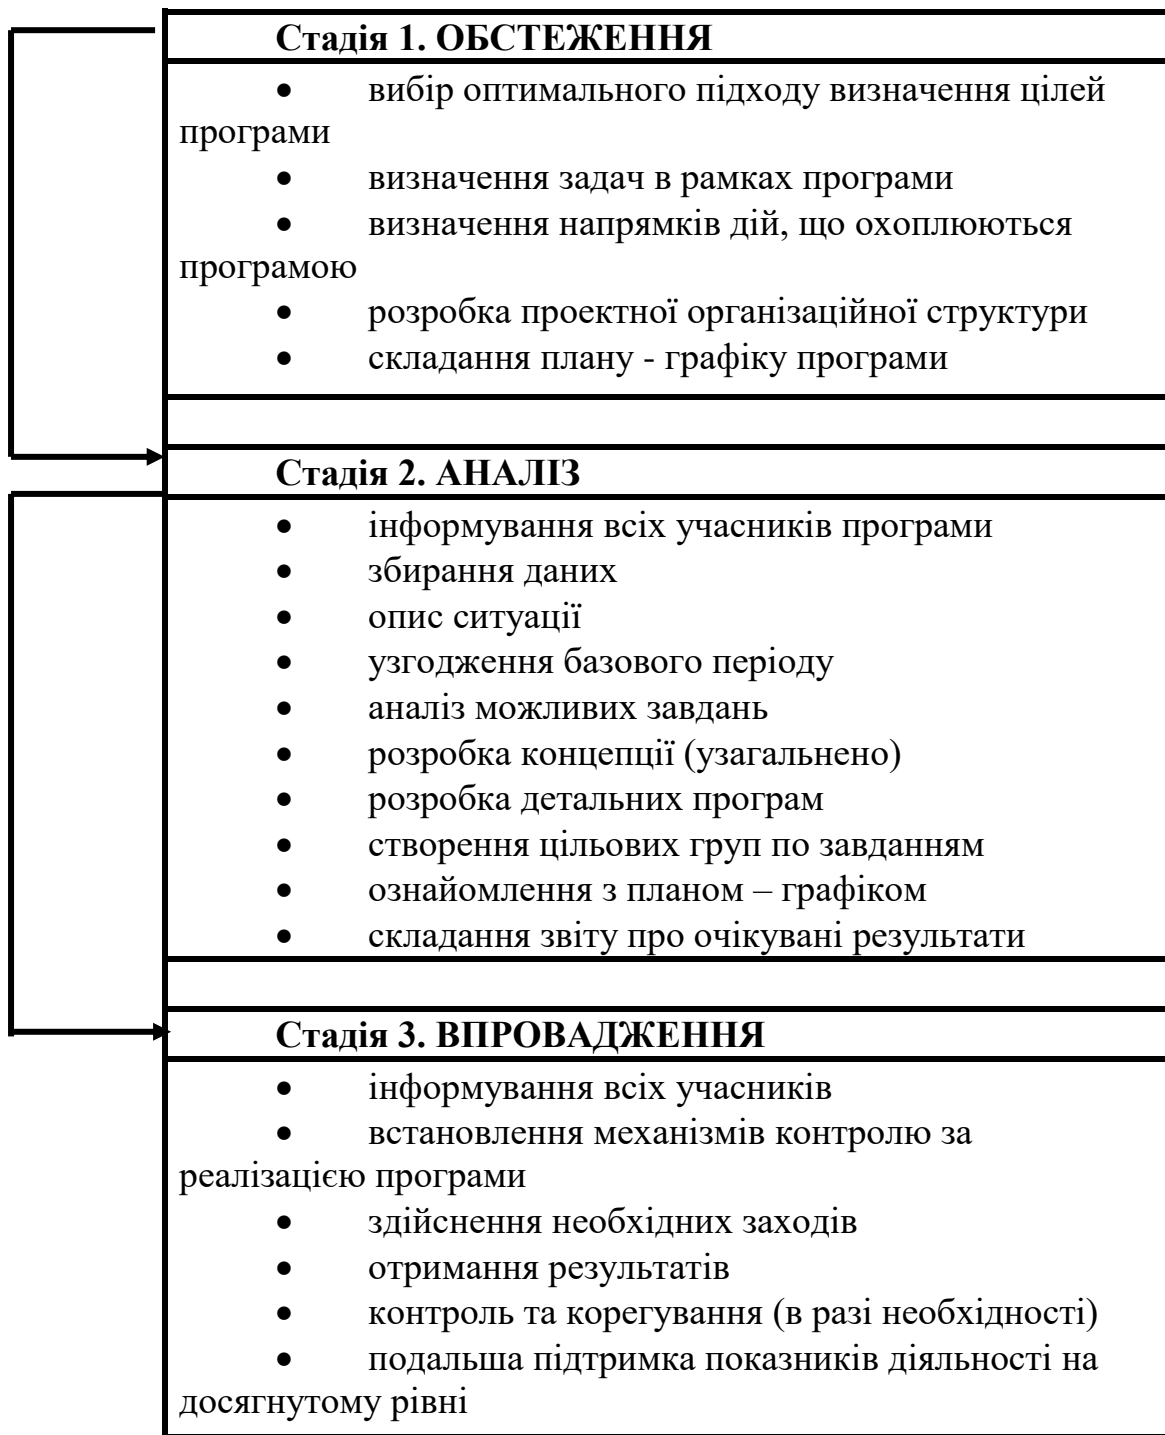 Стадія 1. ОБСТЕЖЕННЯ
• вибір оптимального підходу визначення цілей
програми
• визначення задач в рамках програми
• визначення напрямків дій, що охоплюються
програмою
• розробка проектної організаційної структури
• складання плану - графіку програми
Стадія 2. АНАЛІЗ
• інформування всіх учасників програми
• збирання даних
• опис ситуації
• узгодження базового періоду
• аналіз можливих завдань
• розробка концепції (узагальнено)
• розробка детальних програм
• створення цільових груп по завданням
• ознайомлення з планом – графіком
• складання звіту про очікувані результати
Стадія 3. ВПРОВАДЖЕННЯ
• інформування всіх учасників
• встановлення механізмів контролю за
реалізацією програми
• здійснення необхідних заходів
• отримання результатів
• контроль та корегування (в разі необхідності)
• подальша підтримка показників діяльності на
досягнутому рівні